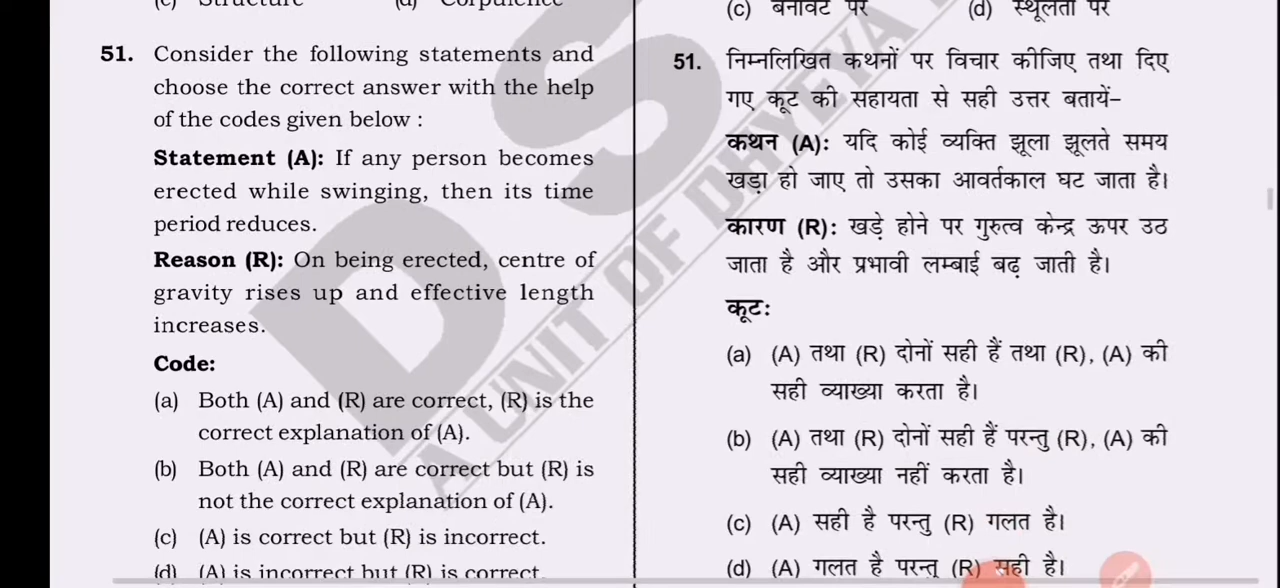 (c) Structure (d) Corpulence
51. Consider the following statements and
choose the correct answer with the help
of the codes given below :
Statement (A): If any person becomes
erected while swinging, then its time
period reduces.
Reason (R): On being erected, centre of
gravity rises up and effective length
increases.
Code:
(a) Both (A) and (R) are correct, (R) is the
correct explanation of (A).
(b) Both (A) and (R) are correct but (R) is
not the correct explanation of (A).
(c) (A) is correct but (R) is incorrect.
(d) (A) is incorrect but (R) is correct.
(c) बनावट पर (d) स्थूलता पर
51. निम्नलिखित कथनों पर विचार कीजिए तथा दिए
गए कूट की सहायता से सही उत्तर बतायें–
कथन (A): यदि कोई व्यक्ति झूला झूलते समय
खड़ा हो जाए तो उसका आवर्तकाल घट जाता है।
कारण (R): खड़े होने पर गुरुत्व केन्द्र ऊपर उठ
जाता है और प्रभावी लम्बाई बढ़ जाती है।
कूटः
(a) (A) तथा (R) दोनों सही हैं तथा (R), (A) की
सही व्याख्या करता है।
(b) (A) तथा (R) दोनों सही हैं परन्तु (R), (A) की
सही व्याख्या नहीं करता है।
(c) (A) सही है परन्तु (R) गलत है।
(d) (A) गलत है परन्तु (R) सही है।
DS
A UNIT OF DHYEYA